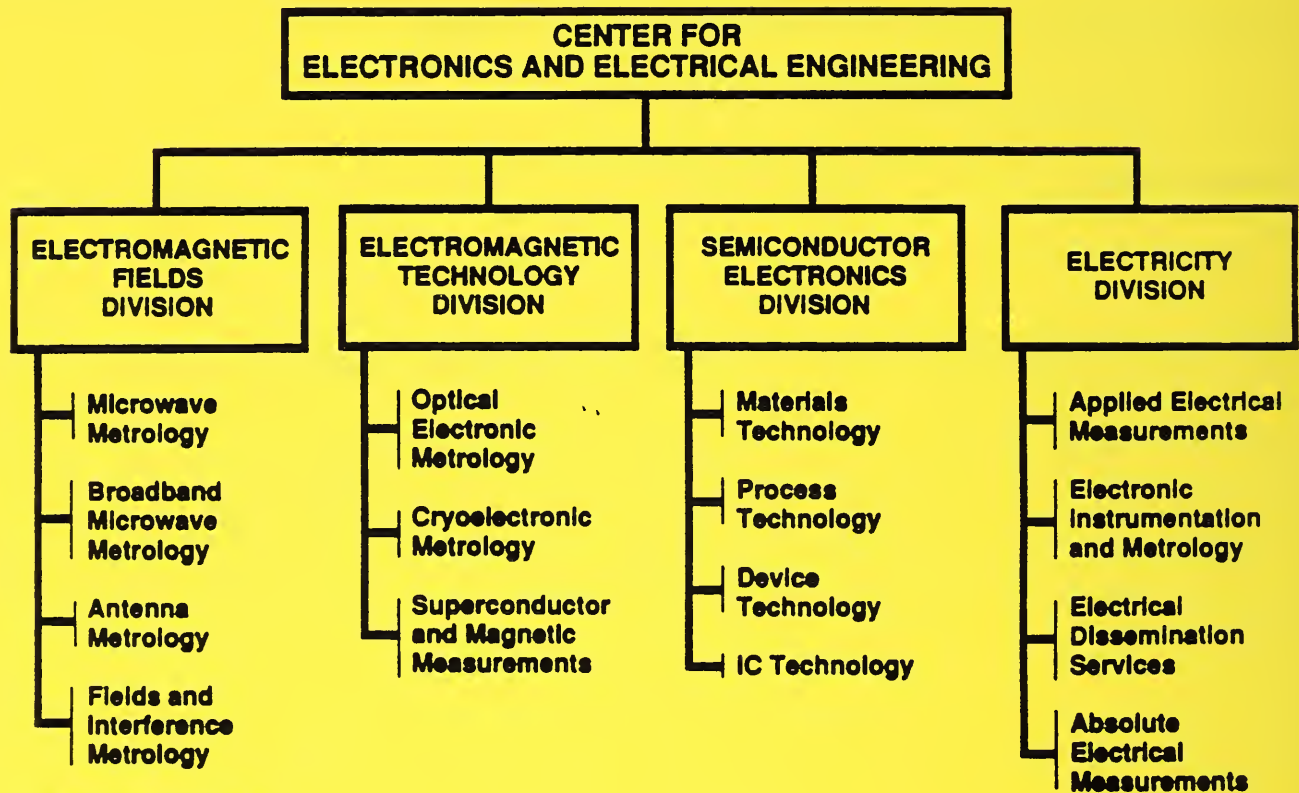 CENTER FOR
ELECTRONICS AND ELECTRICAL ENGINEERING
ELECTROMAGNETIC
FIELDS
DIVISION
Microwave
Metrology
Broadband
Microwave
Metrology
Antenna
Metrology
Fields and
Interference
Metrology
ELECTROMAGNETIC
TECHNOLOGY
DIVISION
Optical
Electronic
Metrology
Cryoelectronic
Metrology
Superconductor
and Magnetic
Measurements
SEMICONDUCTOR
ELECTRONICS
DIVISION
Materials
Technology
Process
Technology
Device
Technology
IC Technology
ELECTRICITY
DIVISION
Applied Electrical
Measurements
Electronic
Instrumentation
and Metrology
Electrical
Dissemination
Services
Absolute
Electrical
Measurements